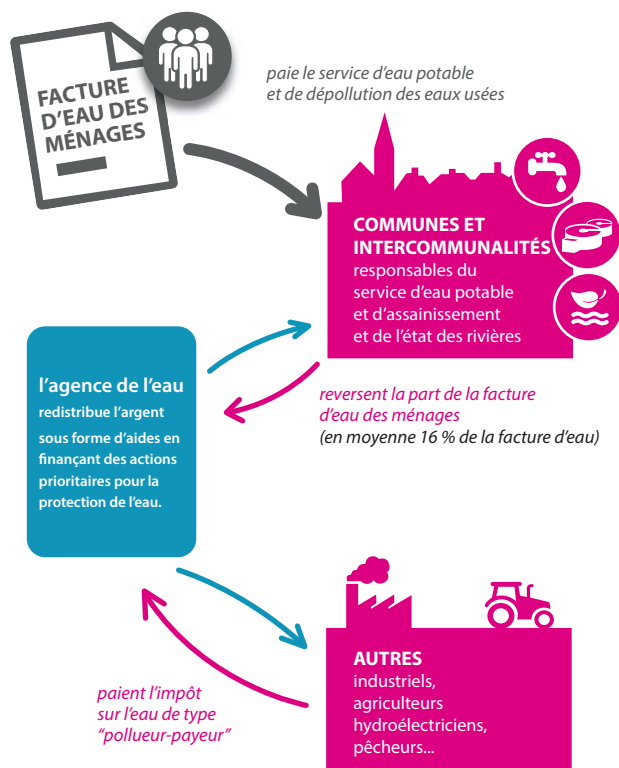 FACTURE
D'EAU DES
MÉNAGES
paie le service d'eau potable
et de dépollution des eaux usées
COMMUNES ET
INTERCOMMUNALITÉS
responsables du
service d'eau potable
et d'assainissement
et de l'état des rivières
l'agence de l'eau
redistribue l'argent
sous forme d'aides en
finançant des actions
prioritaires pour la
protection de l'eau.
reversent la part de la facture
d'eau des ménages
(en moyenne 16 % de la facture d'eau)
AUTRES
industriels,
agriculteurs
hydroélectriciens,
pêcheurs...
paient l'impôt
sur l'eau de type
“pollueur-payeur”